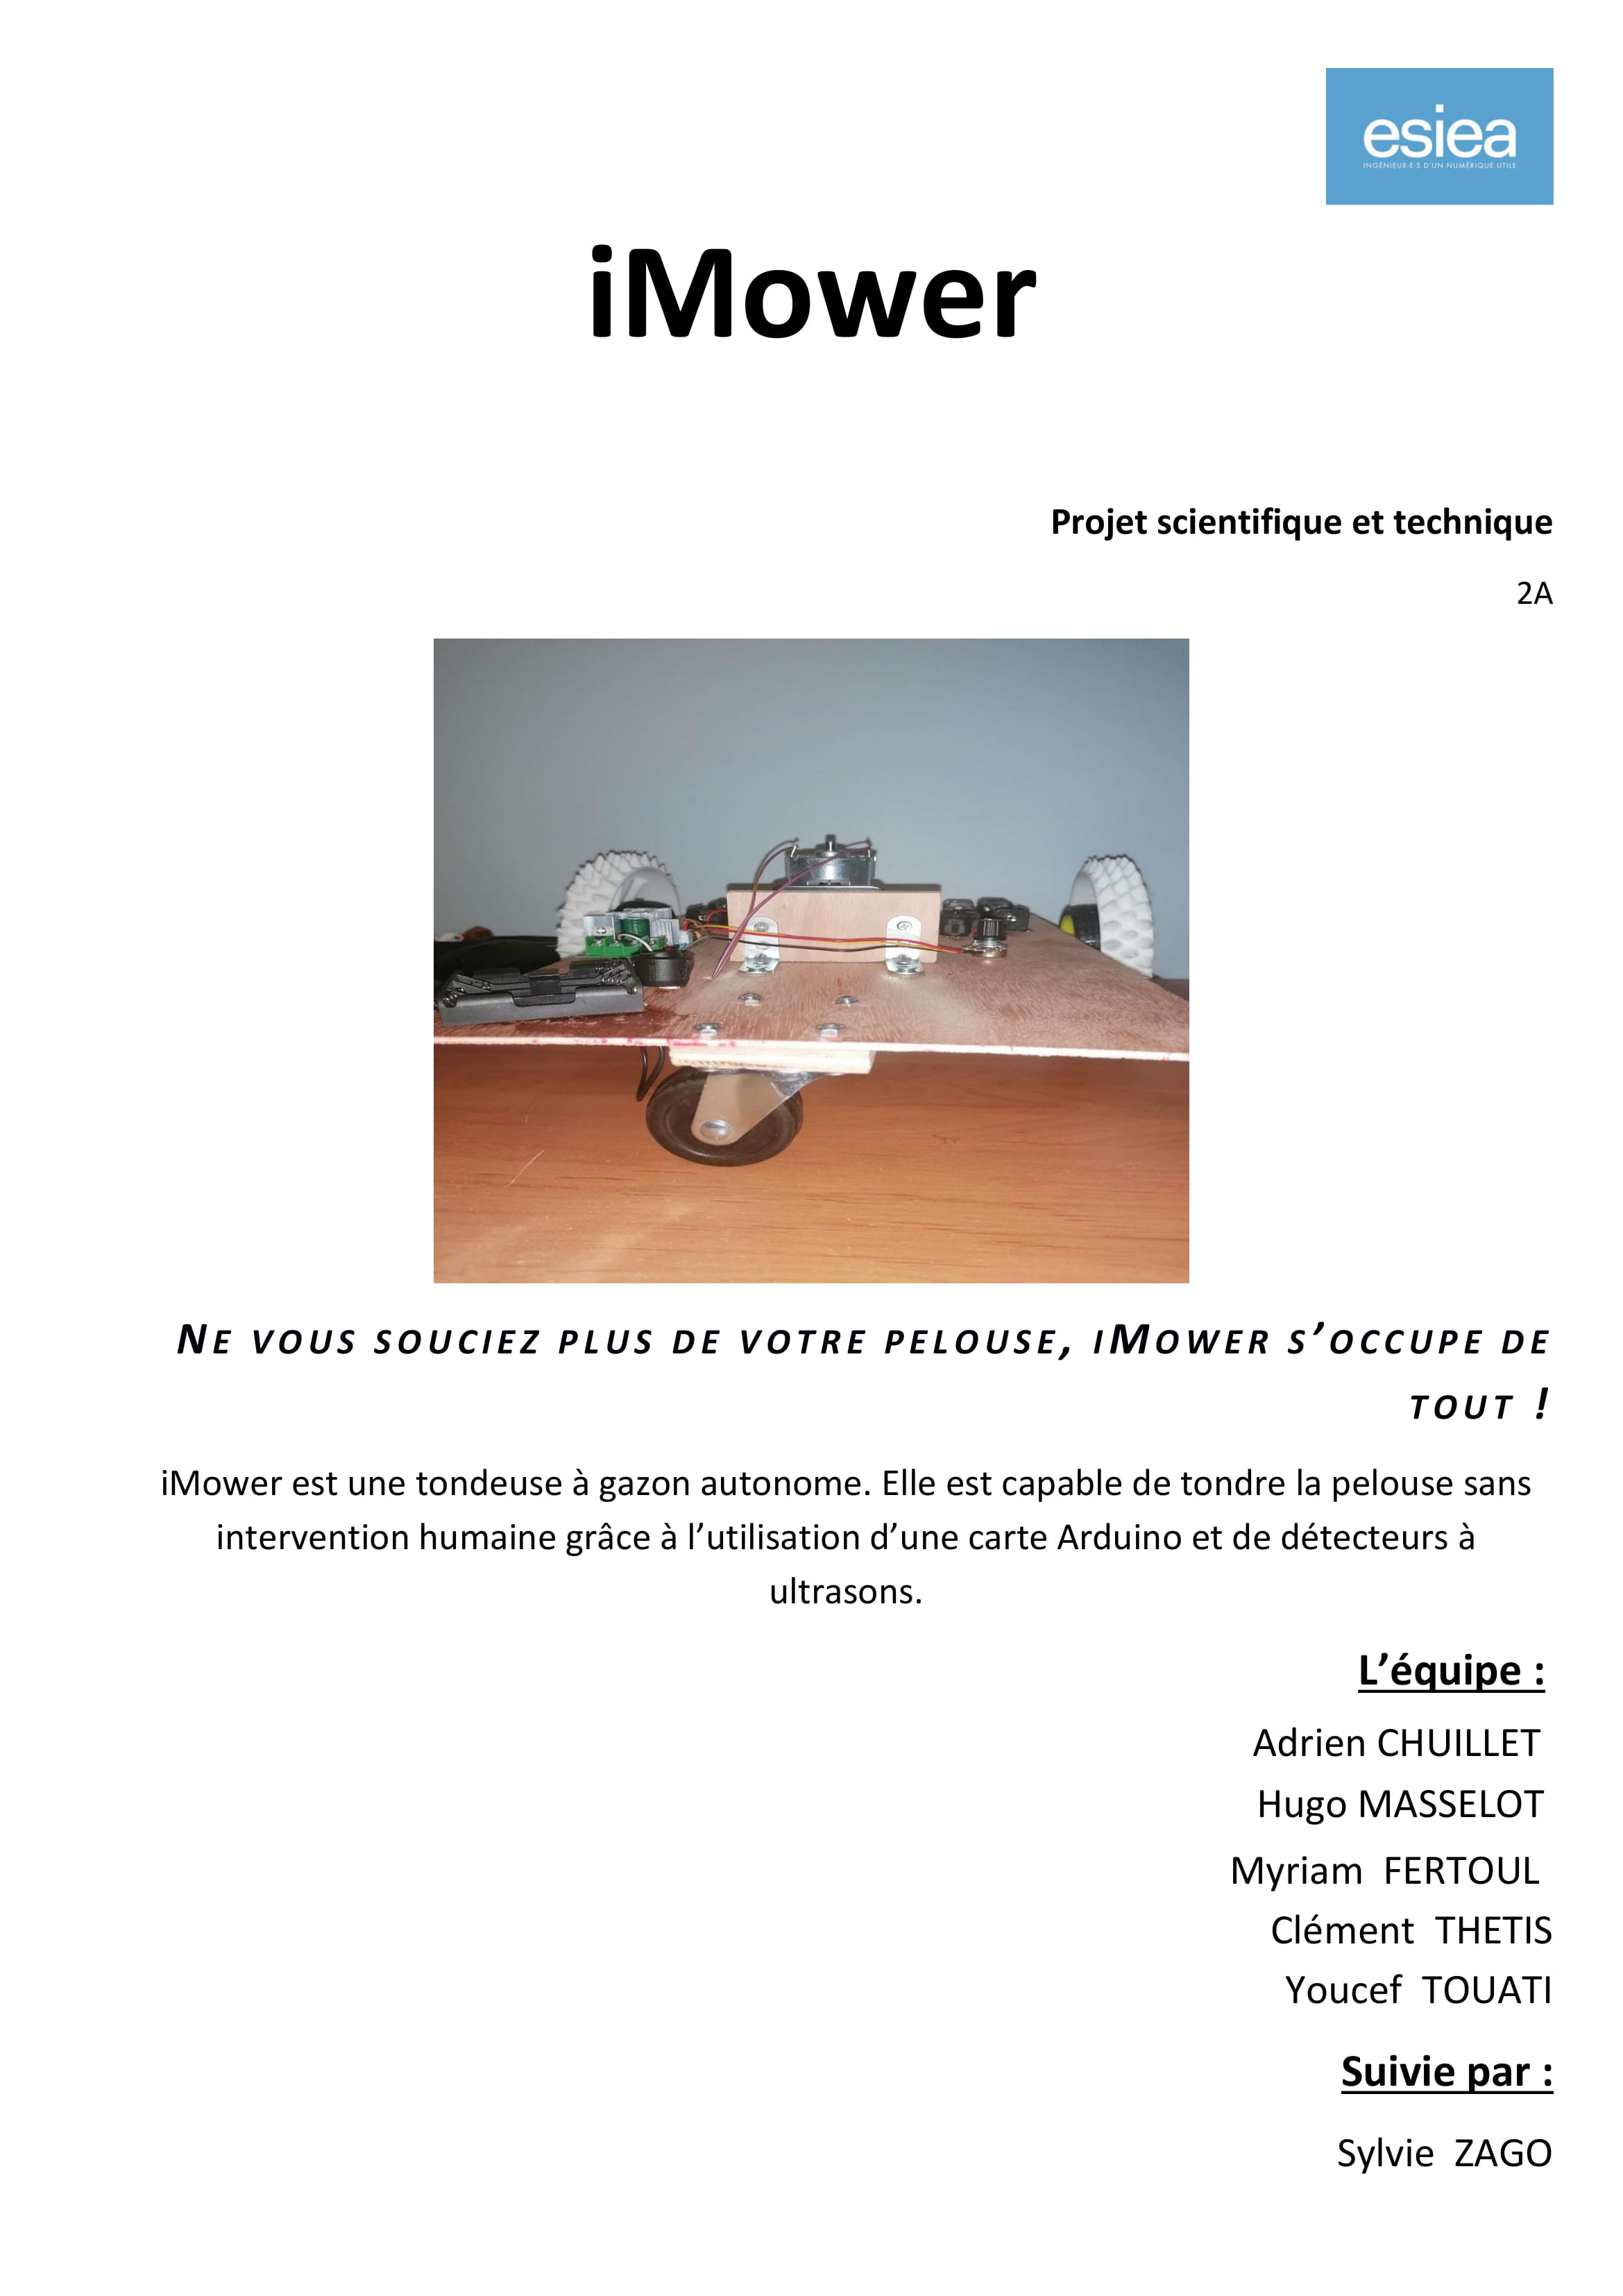 esiea
INGÉNIEUR·E·S D'UN NUMÉRIQUE UTILE
iMower
Projet scientifique et technique
2A
NE VOUS SOUCIEZ PLUS DE VOTRE PELOUSE, IMOWER S’OCCUPE DE
TOUT !
iMower est une tondeuse à gazon autonome. Elle est capable de tondre la pelouse sans
intervention humaine grâce à l’utilisation d’une carte Arduino et de détecteurs à
ultrasons.
L’équipe :
Adrien CHUILLET
Hugo MASSELOT
Myriam FERTOUL
Clément THETIS
Youcef TOUATI
Suivie par :
Sylvie ZAGO